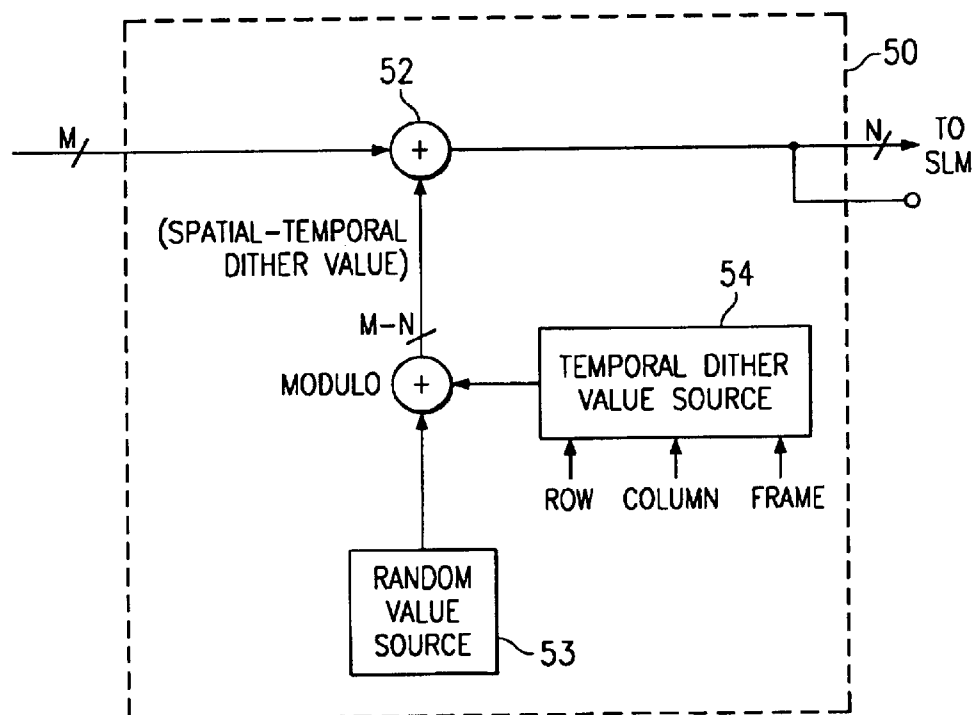 50
52
M
N
TO
SLM
(SPATIAL-TEMPORAL
DITHER VALUE)
54
M-N
MODULO
+
+
TEMPORAL DITHER
VALUE SOURCE
ROW
COLUMN
FRAME
RANDOM
VALUE
SOURCE
53